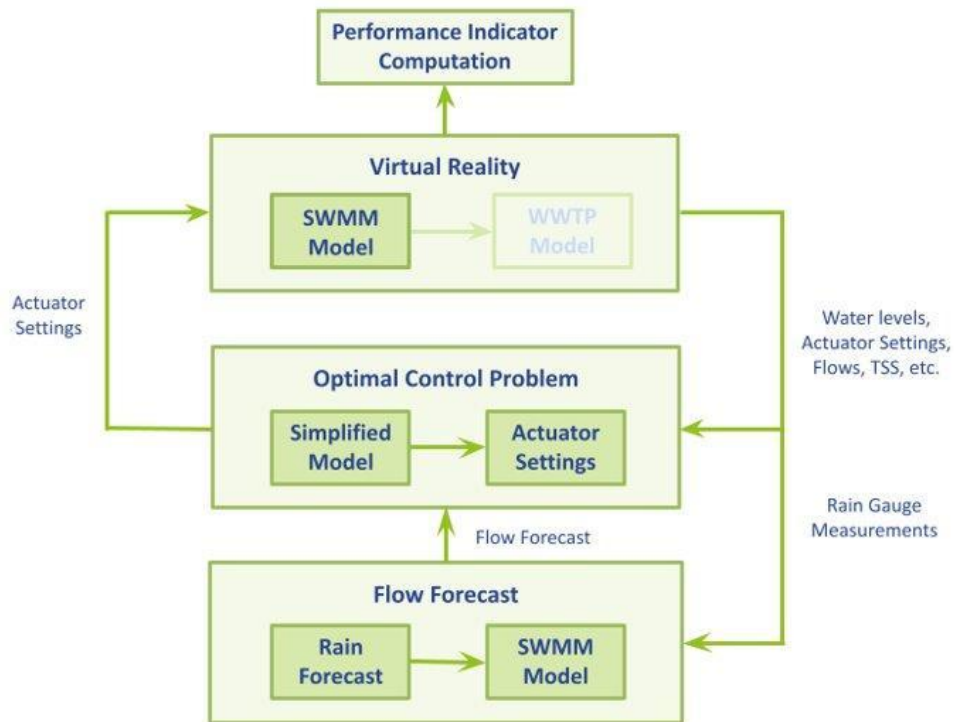 Performance Indicator
Computation
Virtual Reality
SWMM
Model
WWTP
Model
Actuator
Settings
Water levels,
Actuator Settings,
Flows, TSS, etc.
Optimal Control Problem
Simplified
Model
Actuator
Settings
Rain Gauge
Measurements
Flow Forecast
Flow Forecast
Rain
Forecast
SWMM
Model